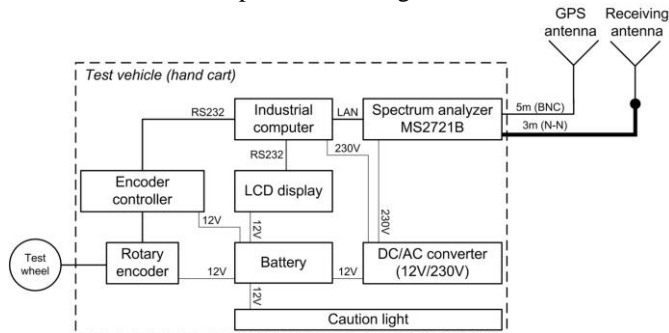 GPS
antenna
Receiving
antenna
Test vehicle (hand cart)
RS232
Industrial
computer
LAN
Spectrum analyzer
MS2721B
5m (BNC)
3m (N-N)
RS232
230V
Encoder
controller
LCD display
12V
12V
230V
Test
wheel
Rotary
encoder
12V
Battery
12V
DC/AC converter
(12V/230V)
12V
Caution light